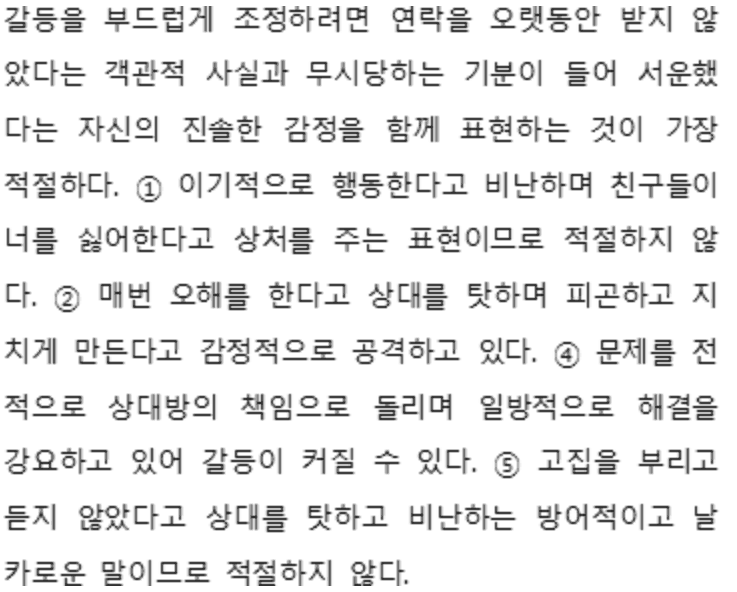 갈등을 부드럽게 조정하려면 연락을 오랫동안 받지 않
았다는 객관적 사실과 무시당하는 기분이 들어 서운했
다는 자신의 진솔한 감정을 함께 표현하는 것이 가장
적절하다. ① 이기적으로 행동한다고 비난하며 친구들이
너를 싫어한다고 상처를 주는 표현이므로 적절하지 않
다. ② 매번 오해를 한다고 상대를 탓하며 피곤하고 지
치게 만든다고 감정적으로 공격하고 있다. ④ 문제를 전
적으로 상대방의 책임으로 돌리며 일방적으로 해결을
강요하고 있어 갈등이 커질 수 있다. ⑤ 고집을 부리고
듣지 않았다고 상대를 탓하고 비난하는 방어적이고 날
카로운 말이므로 적절하지 않다.